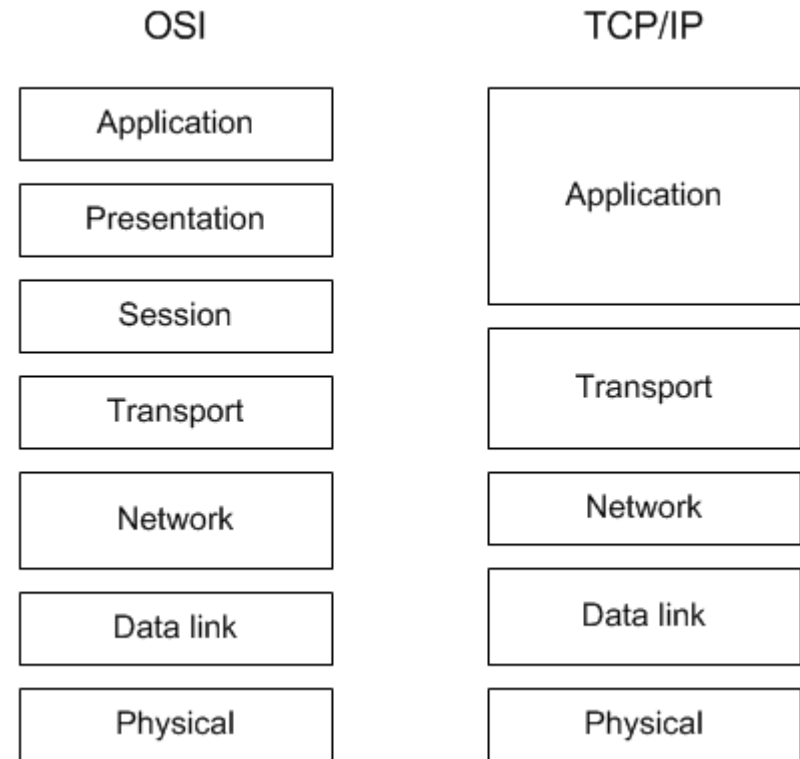 OSI
TCP/IP
Application
Presentation
Session
Transport
Network
Data link
Physical
Application
Transport
Network
Data link
Physical